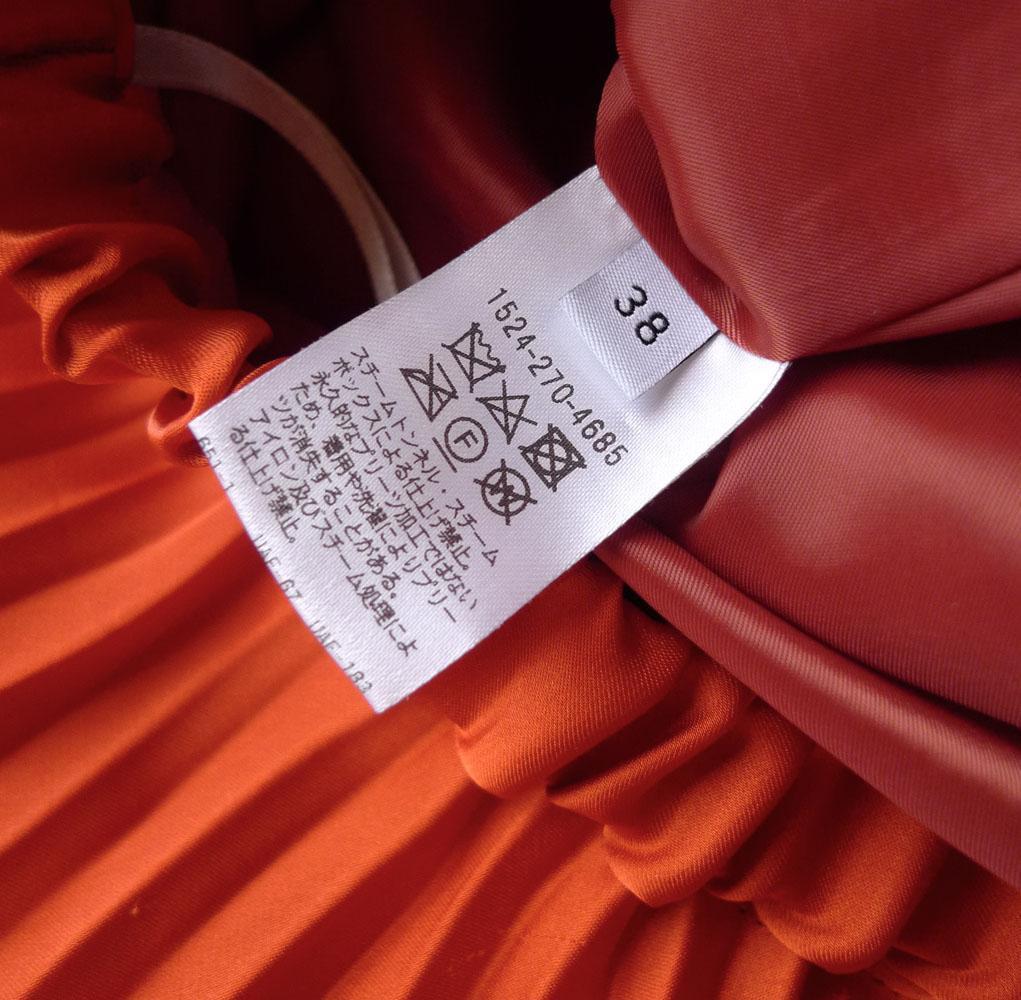 38
1524-270-4685
F
スチームトンネル・スチーム
ボックスによる仕上げ禁止。
永久的なプリーツ加工ではない
ため、着用や洗濯によりプリー
ツが消失することがある。
アイロン及びスチーム処理によ
る仕上げ禁止。